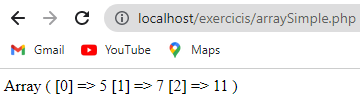 localhost/exercicis/arraySimple.php
Gmail YouTube Maps
Array ( [0] => 5 [1] => 7 [2] => 11 )